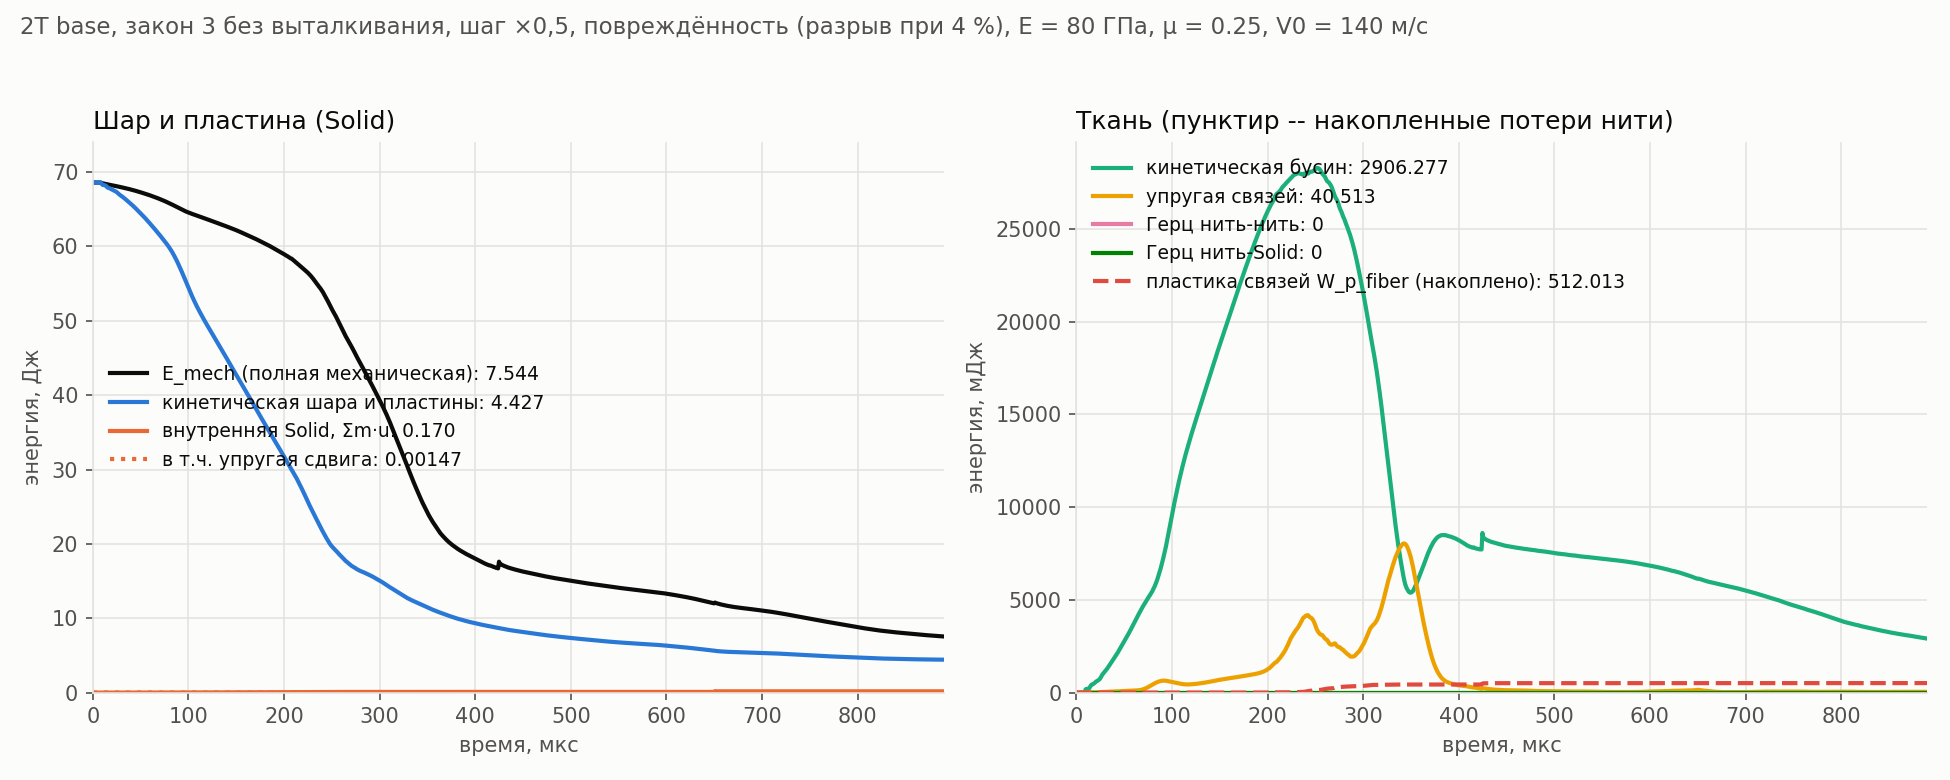 2T base, закон 3 без выталкивания, шаг ×0,5, повреждённость (разрыв при 4 %), E = 80 ГПа, μ = 0.25, V0 = 140 м/с
Шар и пластина (Solid)
энергия, Дж
70
60
50
40
30
20
10
0
E_mech (полная механическая): 7.544
кинетическая шара и пластины: 4.427
внутренняя Solid, Σm·u: 0.170
в т.ч. упругая сдвига: 0.00147
0 100 200 300 400 500 600 700 800
время, мкс
Ткань (пунктир -- накопленные потери нити)
энергия, мДж
25000
20000
15000
10000
5000
0
кинетическая бусин: 2906.277
упругая связей: 40.513
Герц нить-нить: 0
Герц нить-Solid: 0
пластика связей W_p_fiber (накоплено): 512.013
0 100 200 300 400 500 600 700 800
время, мкс